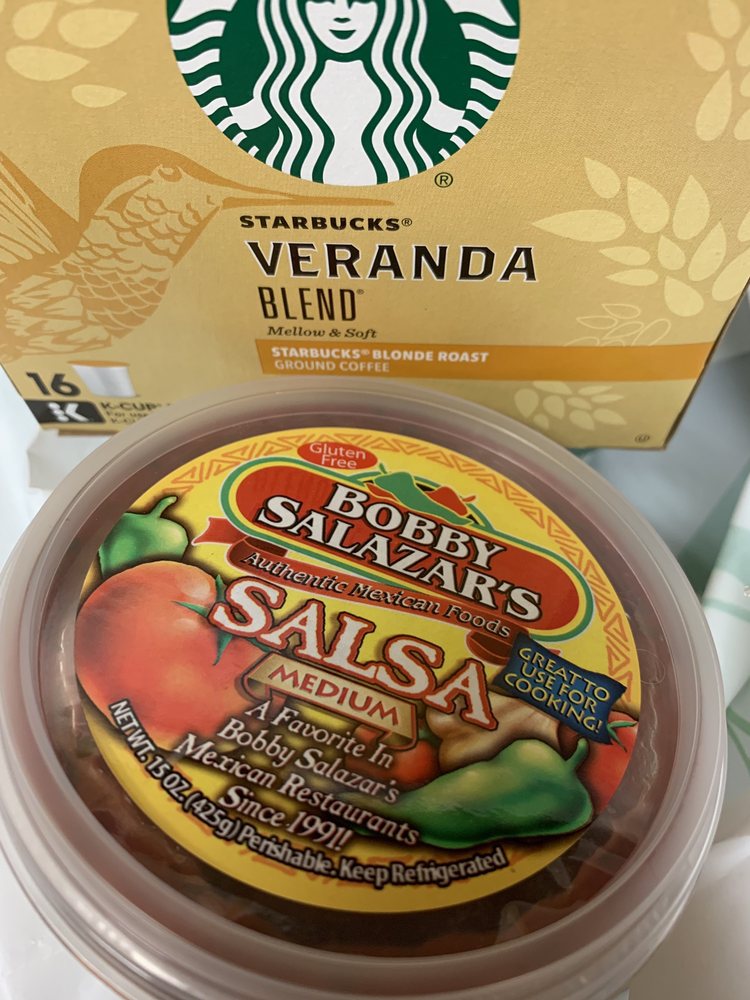 ®
STARBUCKS®
VERANDA
BLEND®
Mellow & Soft
STARBUCKS® BLONDE ROAST
GROUND COFFEE
16
K
K-CUP
For use
Gluten
Free
BOBBY
SALAZAR'S
Authentic Mexican Foods
SALSA
MEDIUM
GREAT TO
USE FOR
COOKING!
A Favorite In
Bobby Salazar's
Mexican Restaurants
Since 1991!
NET WT. 15 OZ. (425g) Perishable. Keep Refrigerated